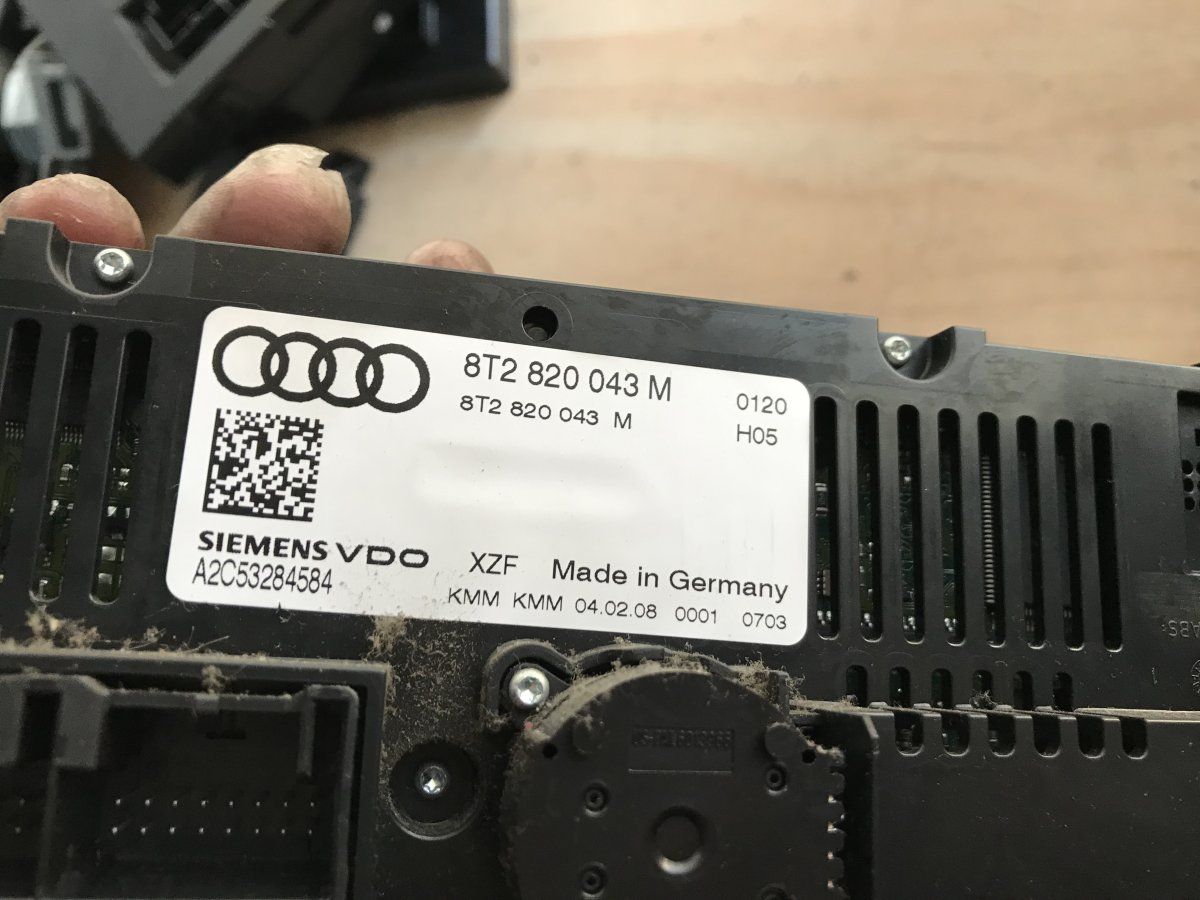 8T2 820 043 M
8T2 820 043 M
0120
H05
SIEMENS VDO
A2C53284584
XZF Made in Germany
KMM KMM 04.02.08 0001 0703